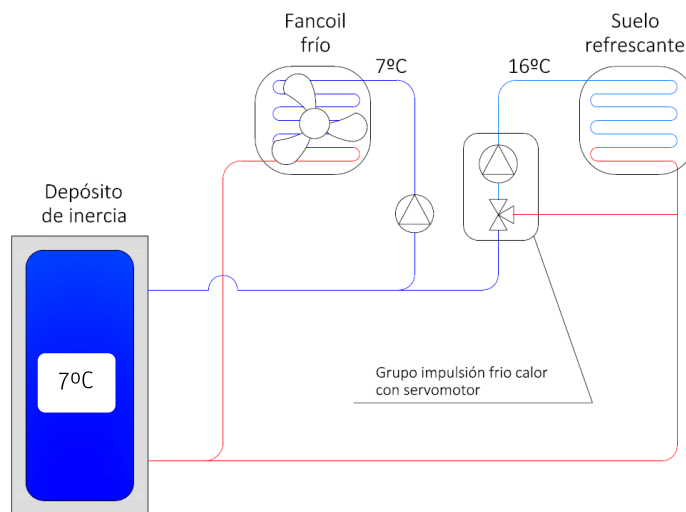 Fancoil
frío
7ºC
16ºC
Suelo
refrescante
Depósito
de inercia
7ºC
Grupo impulsión frio calor
con servomotor